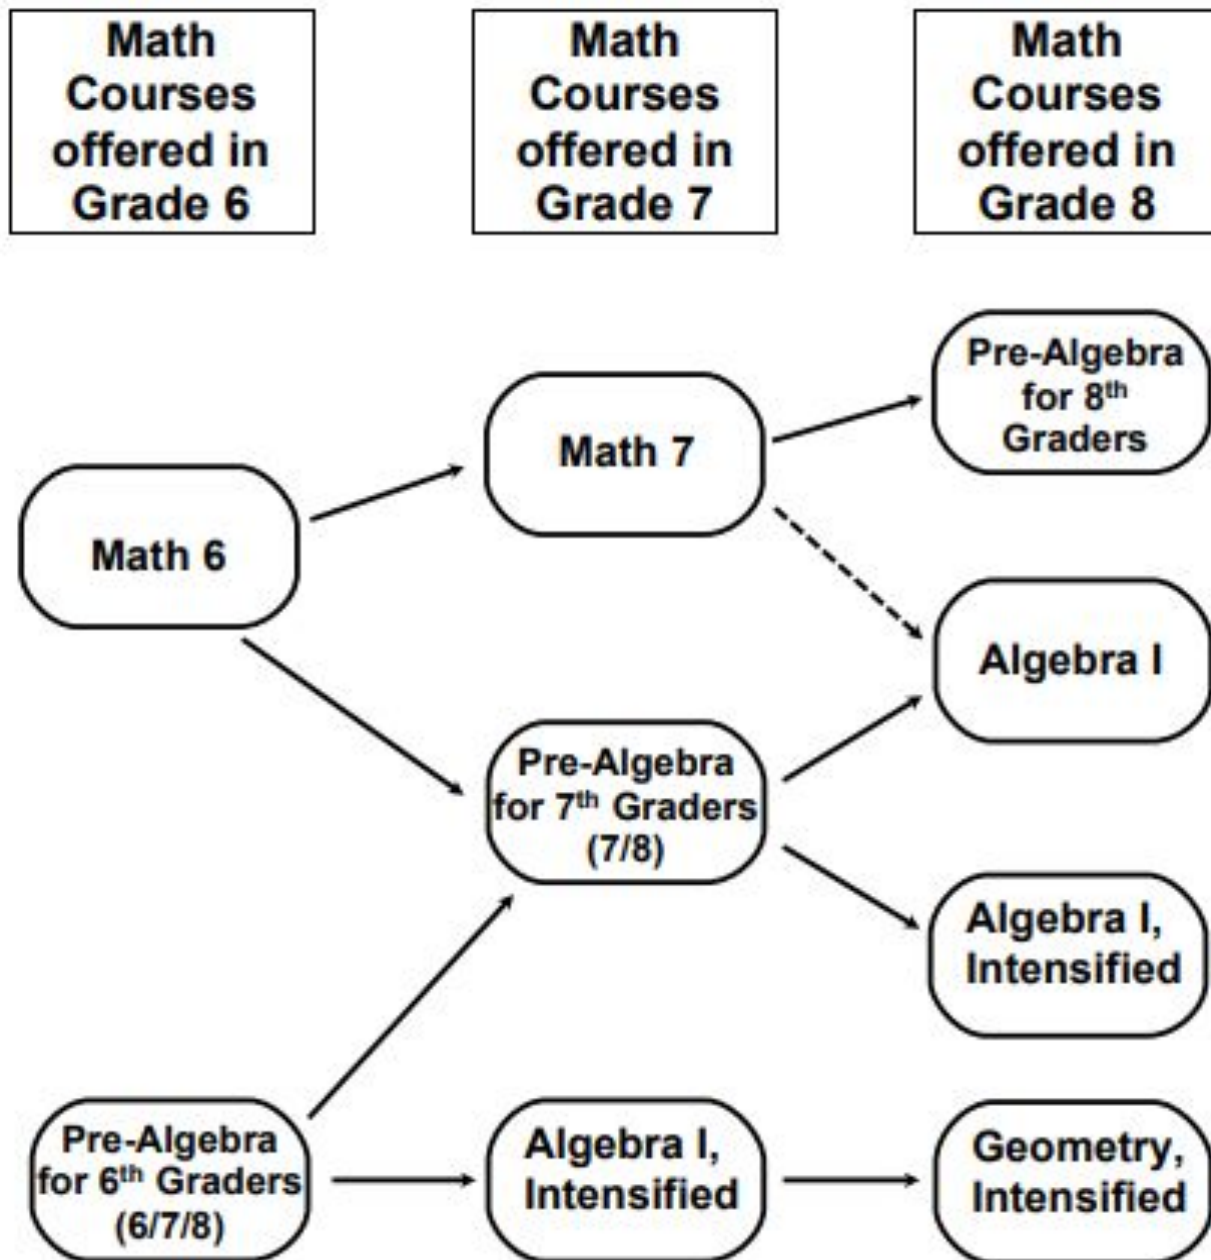 Math
Courses
offered in
Grade 6
Math
Courses
offered in
Grade 7
Math
Courses
offered in
Grade 8
Math 6
Pre-Algebra
for 6th Graders
(6/7/8)
Math 7
Pre-Algebra
for 7th Graders
(7/8)
Algebra I,
Intensified
Pre-Algebra
for 8th
Graders
Algebra I
Algebra I,
Intensified
Geometry,
Intensified